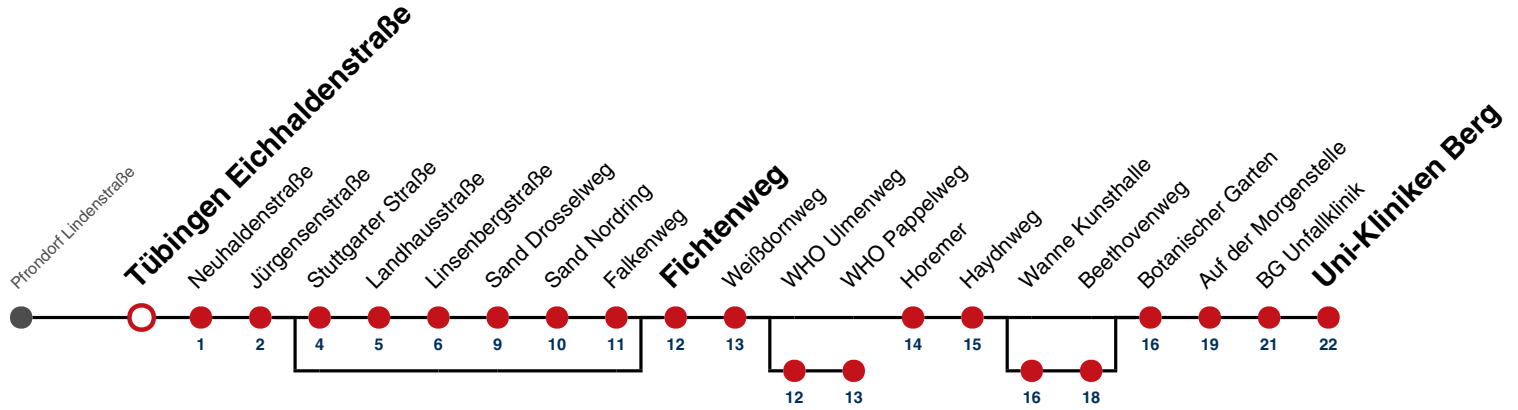 Pfrondorf Lindenstraße
Tübingen Eichhaldenstraße
Neuhaldenstraße
Jürgensenstraße
Stuttgarter Straße
Landhausstraße
Linsenbergstraße
Sand Drosselweg
Sand Nordring
Falkenweg
Fichtenweg
Weißdornweg
WHO Ulmenweg
WHO Pappelweg
Horemer
Haydnweg
Wanne Kunsthalle
Beethovenweg
Botanischer Garten
Auf der Morgenstelle
BG Unfallklinik
Uni-Kliniken Berg
1 2 4 5 6 9 10 11 12 13 14 15 16 19 21 22
12 13 16 18